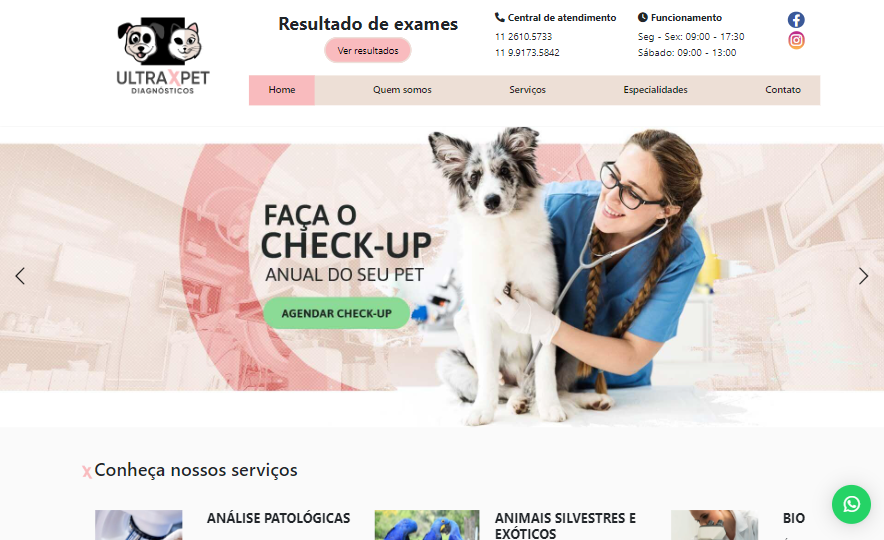 ULTRAXPET
DIAGNÓSTICOS
Resultado de exames
Ver resultados
Central de atendimento
11 2610.5733
11 9.9173.5842
Funcionamento
Seg - Sex: 09:00 - 17:30
Sábado: 09:00 - 13:00
Home
Quem somos
Serviços
Especialidades
Contato
FAÇA O
CHECK-UP
ANUAL DO SEU PET
AGENDAR CHECK-UP
Conheça nossos serviços
ANÁLISE PATOLÓGICAS
ANIMAIS SILVESTRES E
EXÓTICOS
BIO